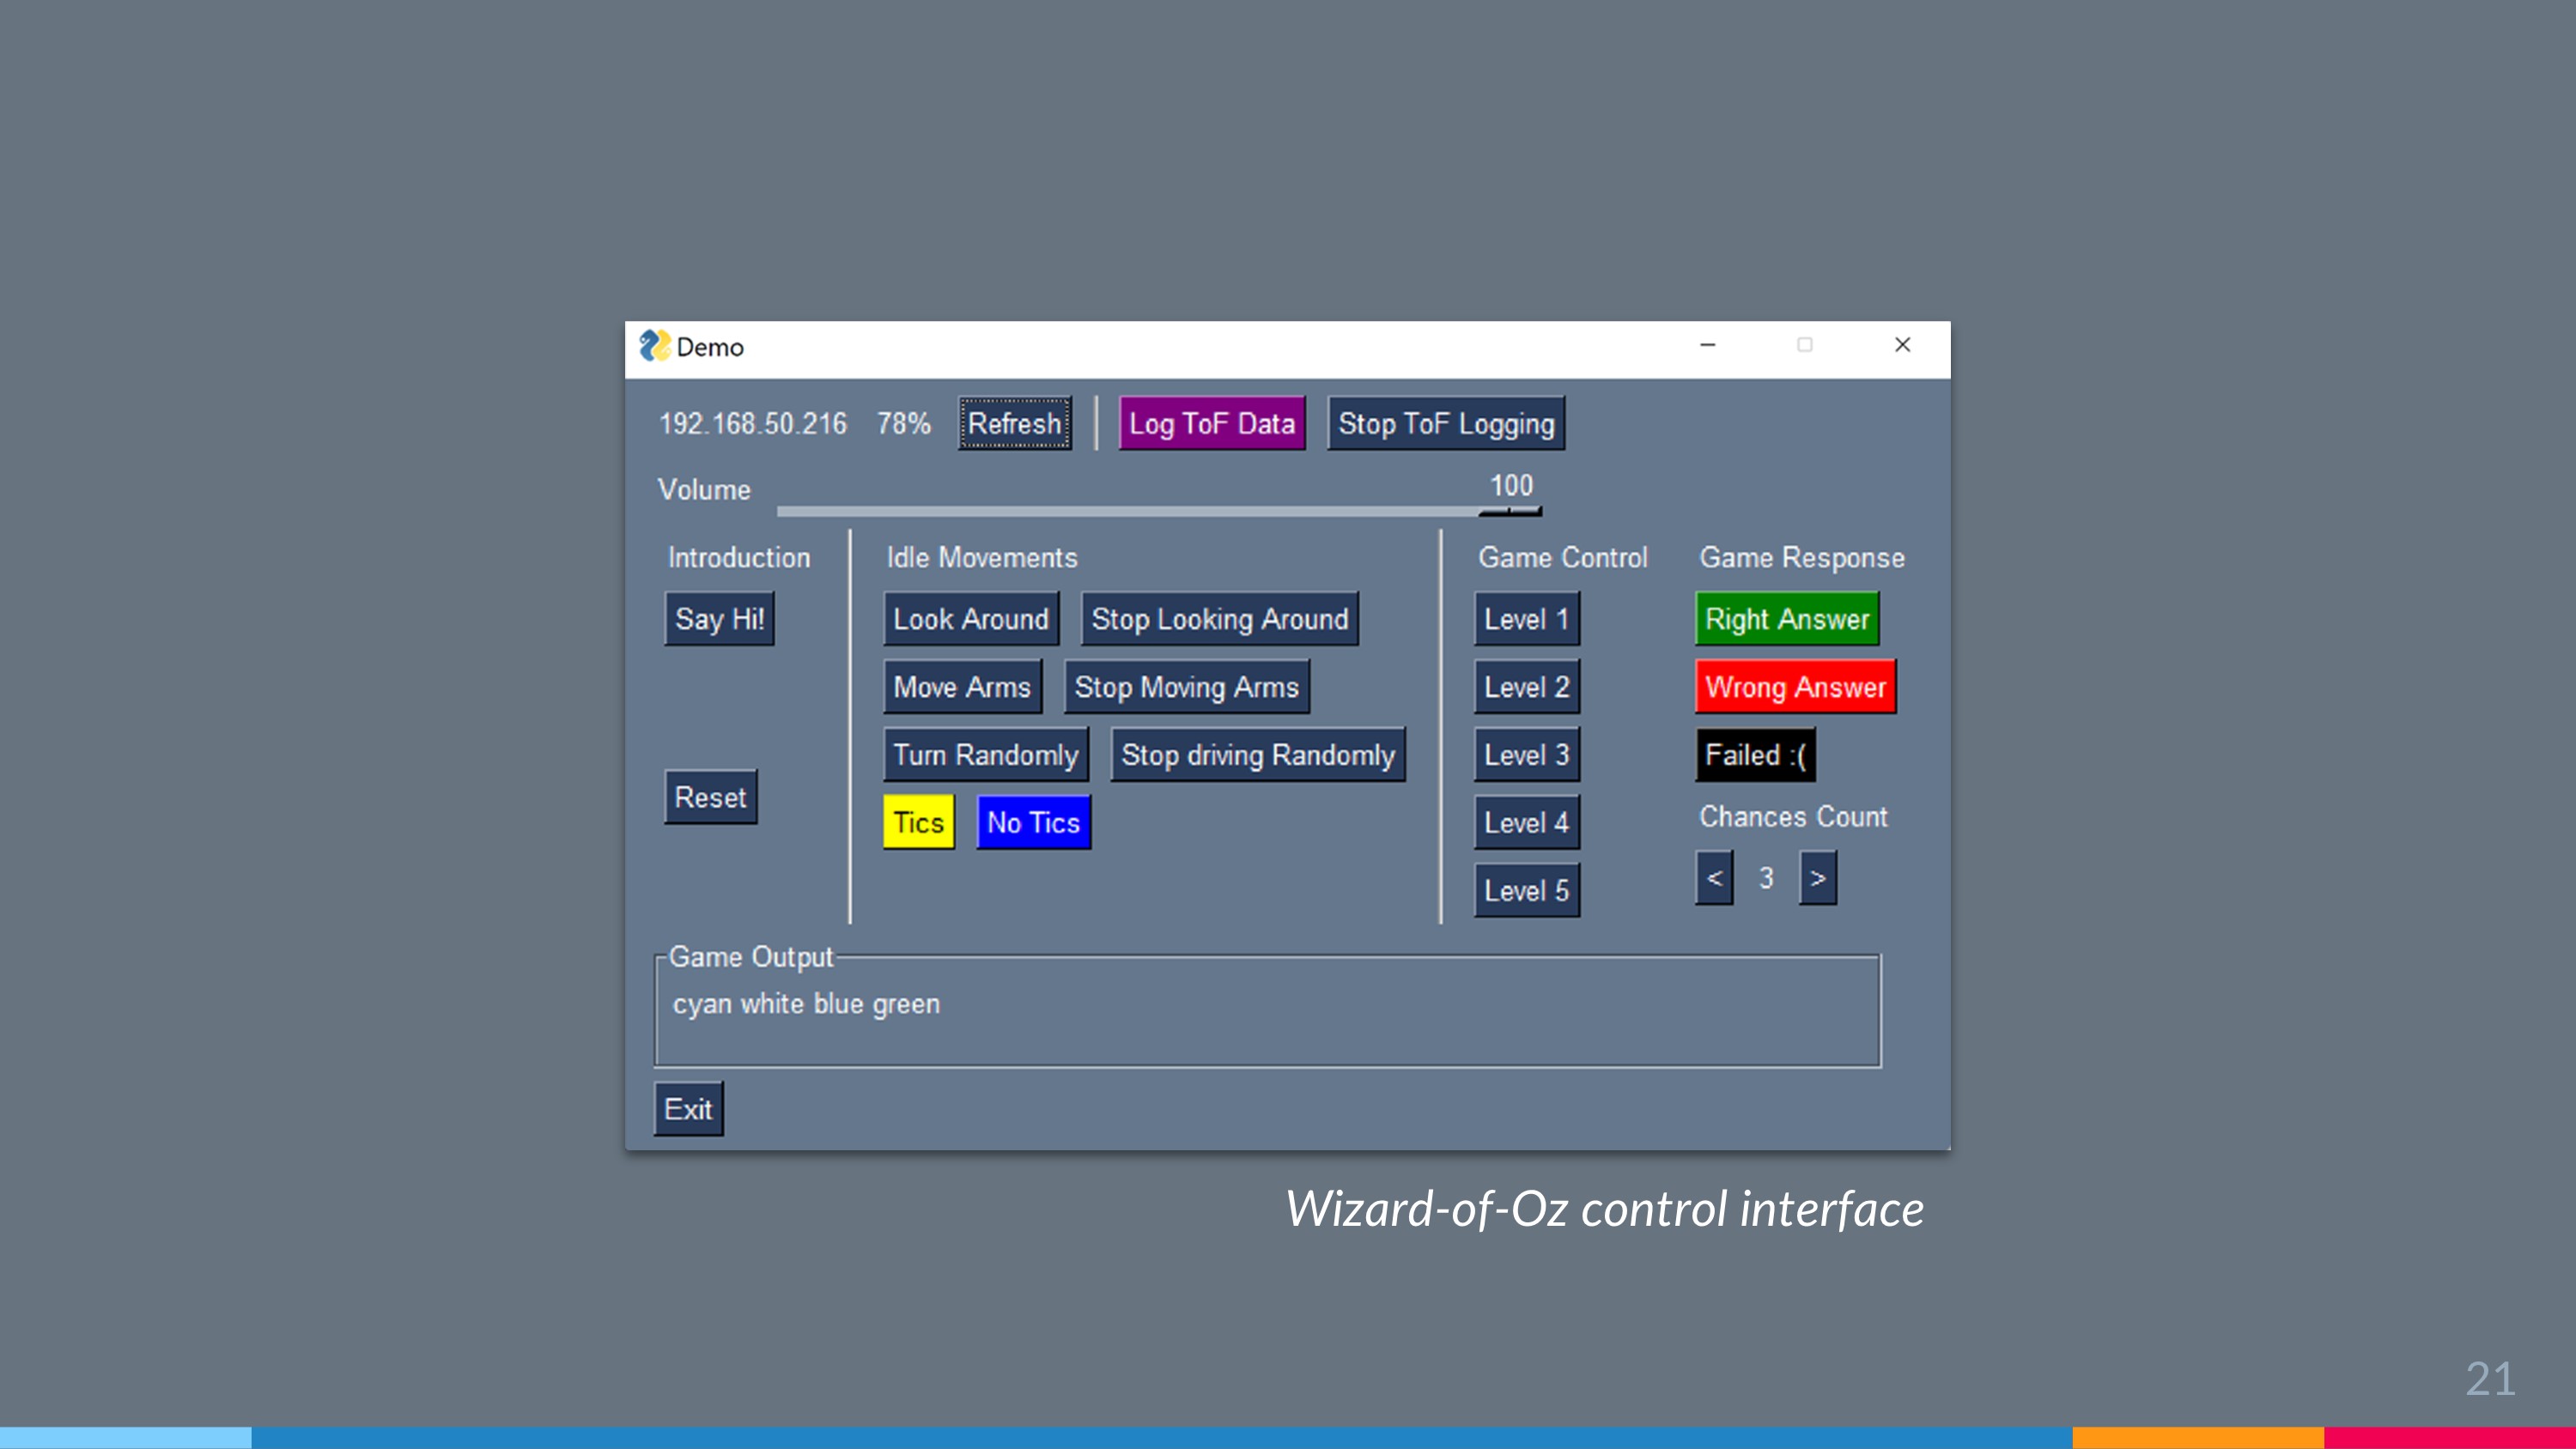 Demo
192.168.50.216 78% Refresh Log ToF Data Stop ToF Logging
Volume 100
Introduction
Say Hi!
Reset
Idle Movements
Look Around Stop Looking Around
Move Arms Stop Moving Arms
Turn Randomly Stop driving Randomly
Tics No Tics
Game Control
Level 1
Level 2
Level 3
Level 4
Level 5
Game Response
Right Answer
Wrong Answer
Failed :(
Chances Count
< 3 >
Game Output
cyan white blue green
Exit
Wizard-of-Oz control interface
21